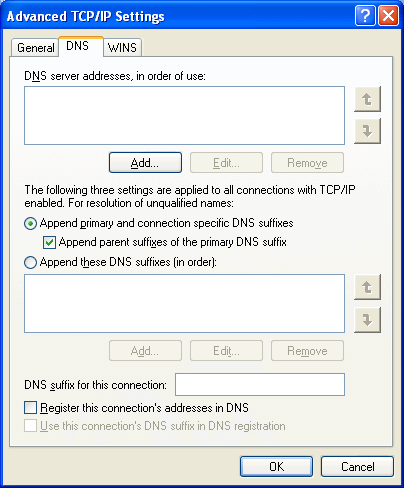 Advanced TCP/IP Settings
General DNS WINS
DNS server addresses, in order of use:
Add... Edit... Remove
The following three settings are applied to all connections with TCP/IP
enabled. For resolution of unqualified names:
Append primary and connection specific DNS suffixes
Append parent suffixes of the primary DNS suffix
Append these DNS suffixes (in order):
Add... Edit... Remove
DNS suffix for this connection:
Register this connection's addresses in DNS
Use this connection's DNS suffix in DNS registration
OK Cancel